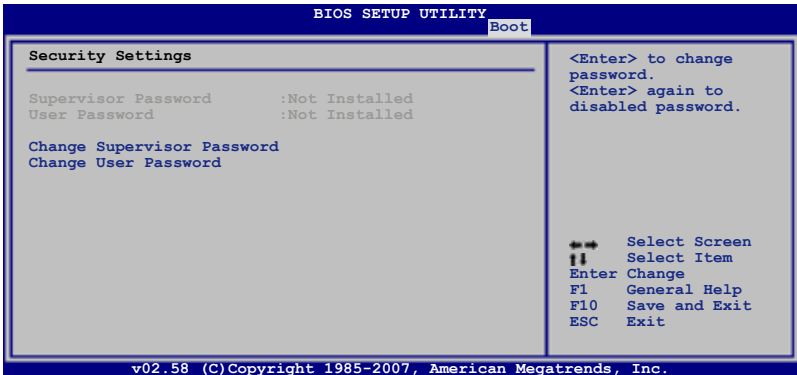 BIOS SETUP UTILITY
Boot
Security Settings
Supervisor Password :Not Installed
User Password :Not Installed
Change Supervisor Password
Change User Password
<Enter> to change
password.
<Enter> again to
disabled password.
←→ Select Screen
↑↓ Select Item
Enter Change
F1 General Help
F10 Save and Exit
ESC Exit
v02.58 (C)Copyright 1985-2007, American Megatrends, Inc.